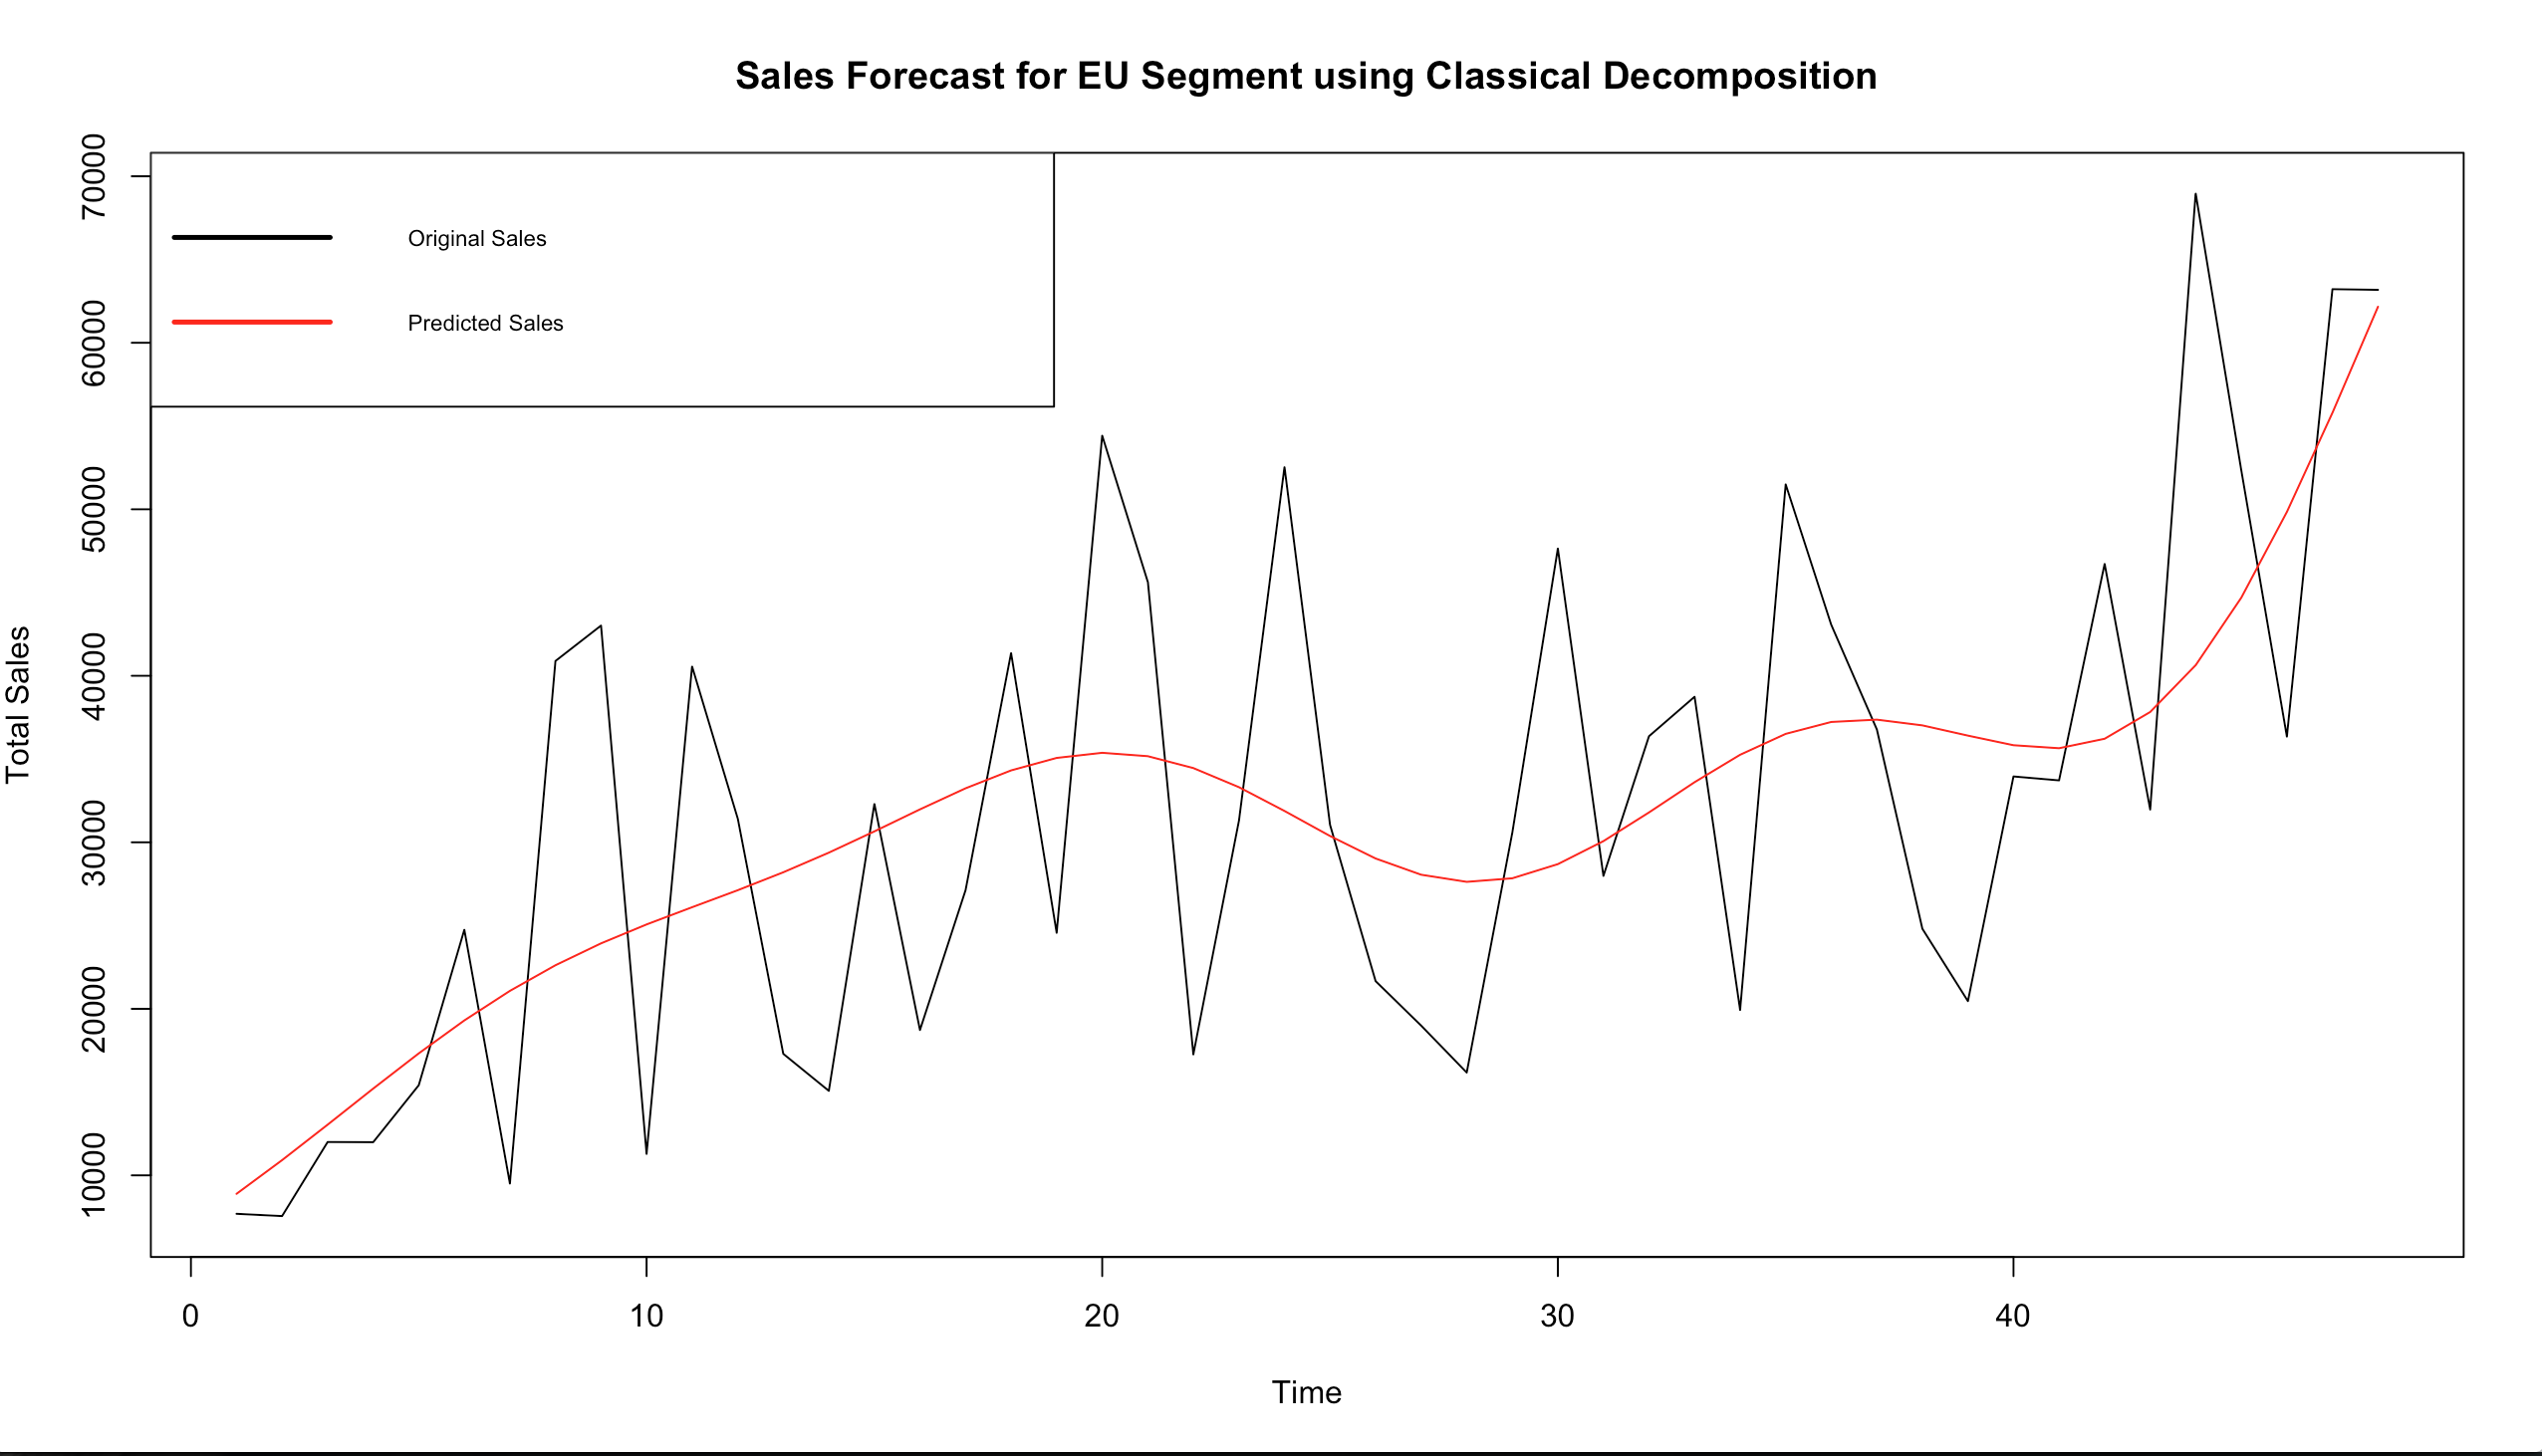 Sales Forecast for EU Segment using Classical Decomposition
70000
60000
50000
40000
30000
20000
10000
Total Sales
Original Sales
Predicted Sales
0 10 20 30 40
Time